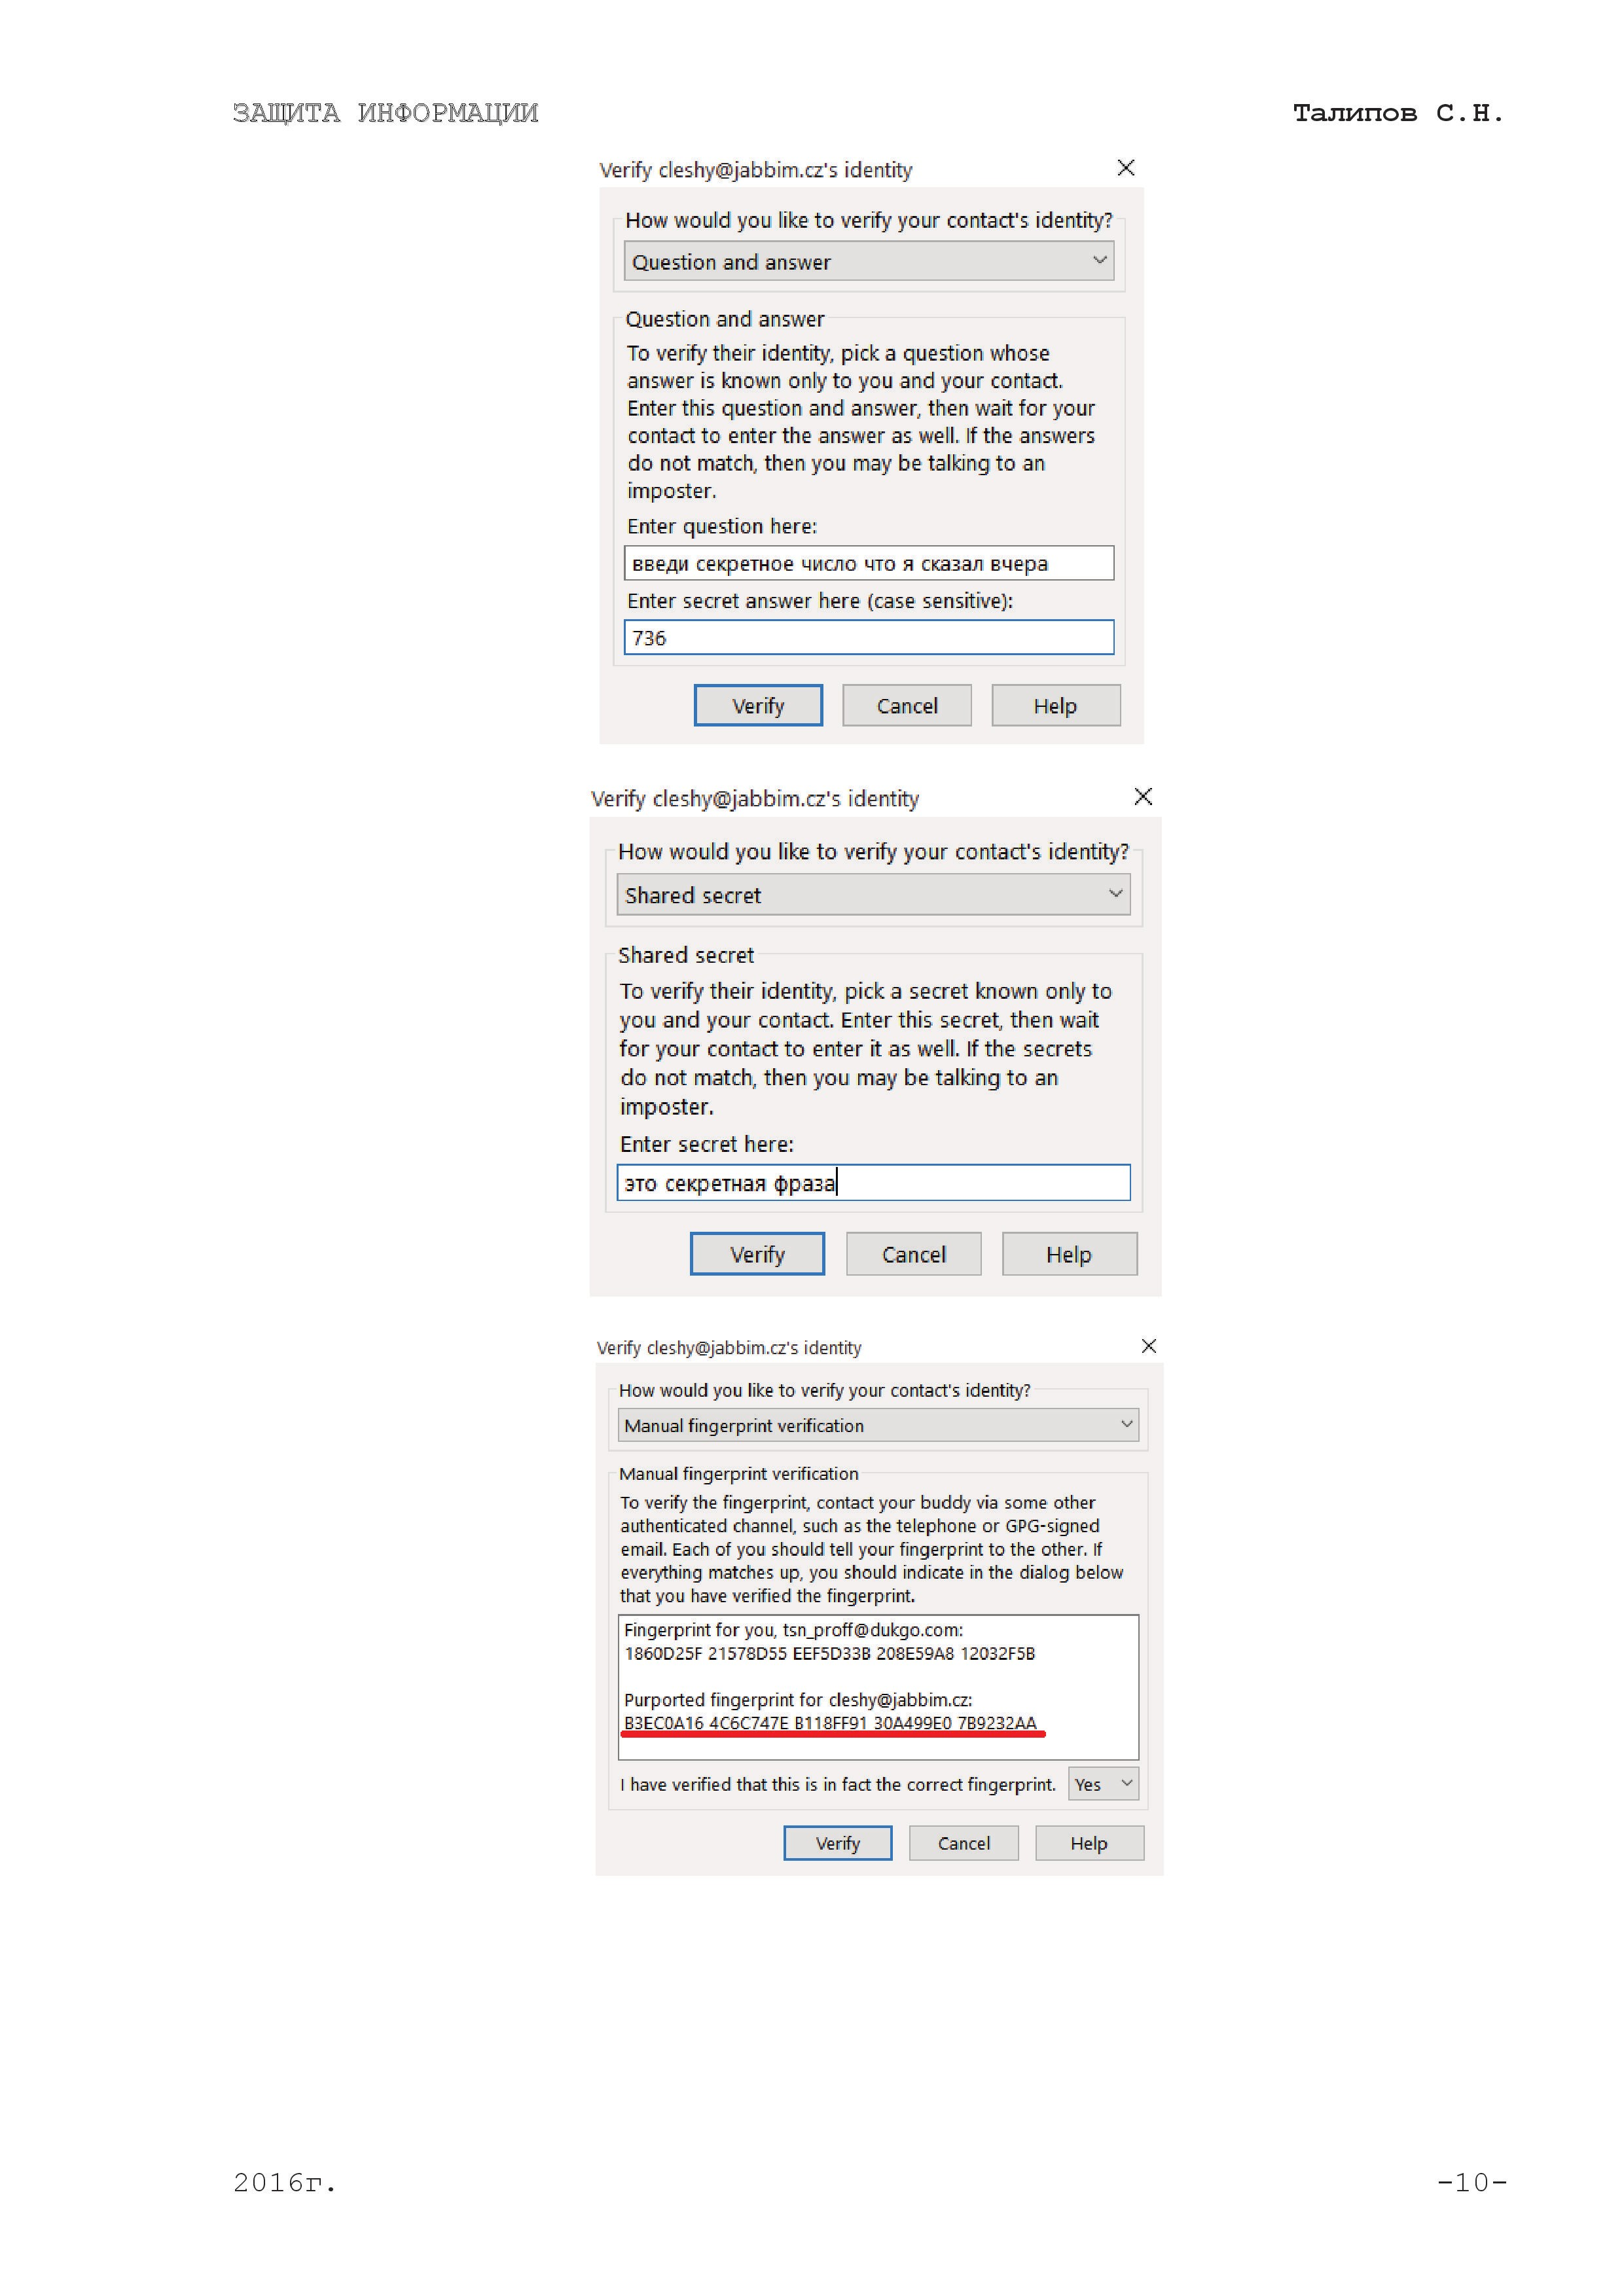 ЗАЩИТА ИНФОРМАЦИИ Талипов С.Н.
Verify cleshy@jabbim.cz's identity
How would you like to verify your contact's identity?
Question and answer
Question and answer
To verify their identity, pick a question whose
answer is known only to you and your contact.
Enter this question and answer, then wait for your
contact to enter the answer as well. If the answers
do not match, then you may be talking to an
imposter.
Enter question here:
введи секретное число что я сказал вчера
Enter secret answer here (case sensitive):
736
Verify Cancel Help
Verify cleshy@jabbim.cz's identity
How would you like to verify your contact's identity?
Shared secret
Shared secret
To verify their identity, pick a secret known only to
you and your contact. Enter this secret, then wait
for your contact to enter it as well. If the secrets
do not match, then you may be talking to an
imposter.
Enter secret here:
это секретная фраза
Verify Cancel Help
Verify cleshy@jabbim.cz's identity
How would you like to verify your contact's identity?
Manual fingerprint verification
Manual fingerprint verification
To verify the fingerprint, contact your buddy via some other
authenticated channel, such as the telephone or GPG-signed
email. Each of you should tell your fingerprint to the other. If
everything matches up, you should indicate in the dialog below
that you have verified the fingerprint.
Fingerprint for you, tsn_proff@dukgo.com:
1860D25F 21578D55 EEF5D33B 208E59A8 12032F5B
Purported fingerprint for cleshy@jabbim.cz:
B3EC0A16 4C6C747E B118FF91 30A499E0 7B9232AA
I have verified that this is in fact the correct fingerprint. Yes
Verify Cancel Help
2016г. -10-